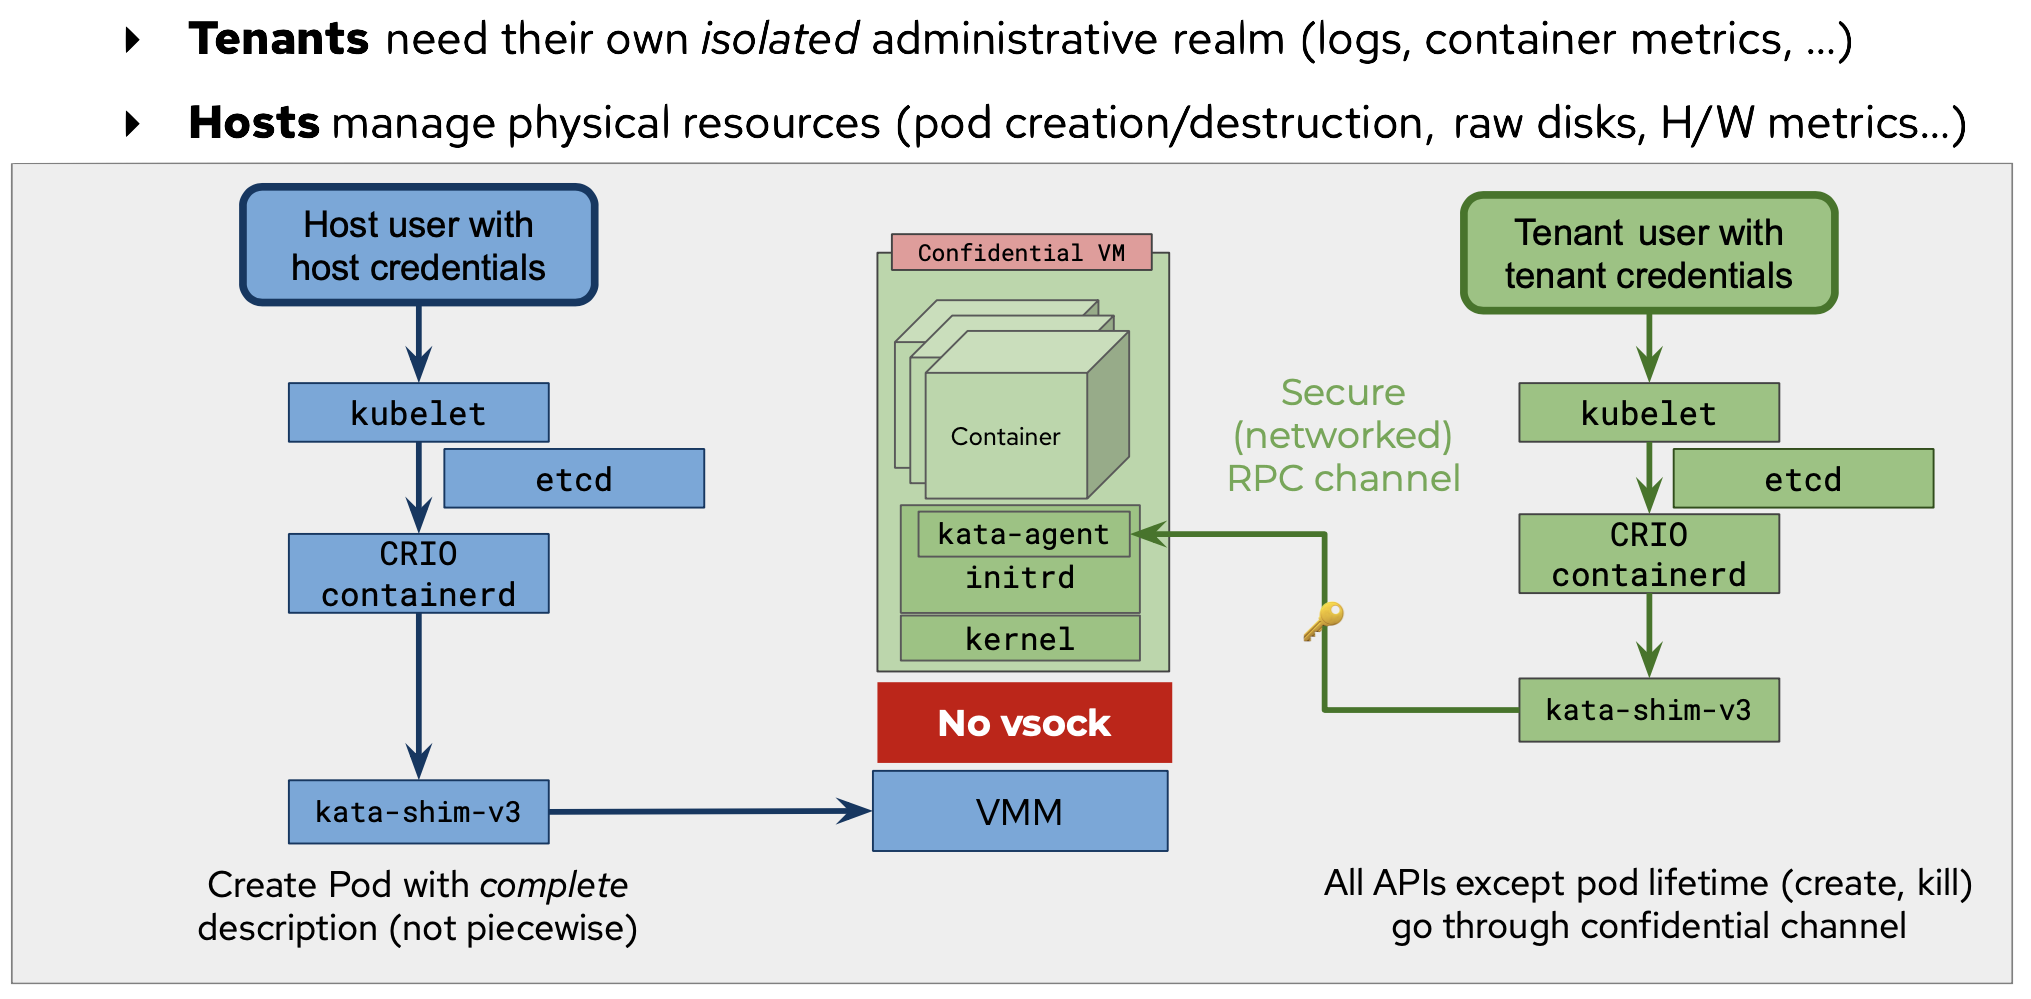 Tenants need their own isolated administrative realm (logs, container metrics, ...)
Hosts manage physical resources (pod creation/destruction, raw disks, H/W metrics...)
Host user with
host credentials
kubelet
etcd
CRIO
containerd
kata-shim-v3
Create Pod with complete
description (not piecewise)
Confidential VM
Container
kata-agent
initrd
kernel
No vsock
VMM
Secure
(networked)
RPC channel
Tenant user with
tenant credentials
kubelet
etcd
CRIO
containerd
kata-shim-v3
All APIs except pod lifetime (create, kill)
go through confidential channel